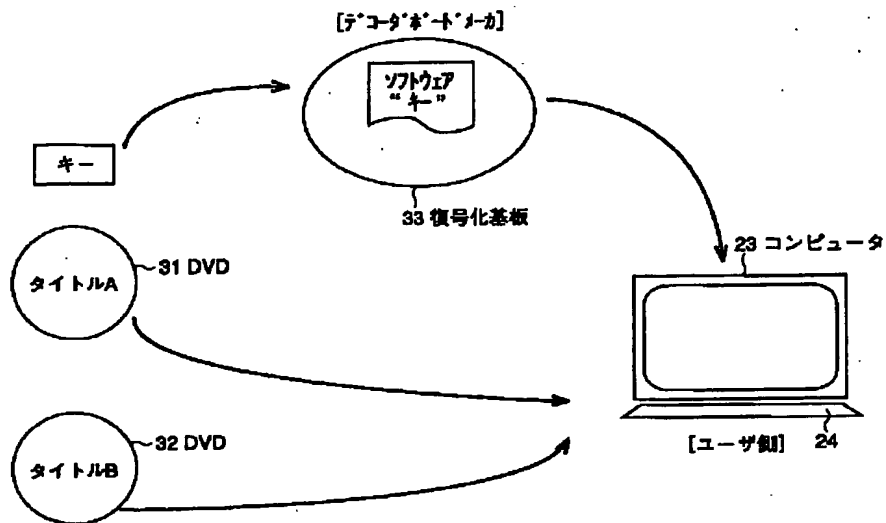 [デコーダボードメーカ]
ソフトウェア
“キー”
キー
33 復号化基板
23 コンピュータ
タイトルA
31 DVD
タイトルB
32 DVD
[ユーザ側]
24